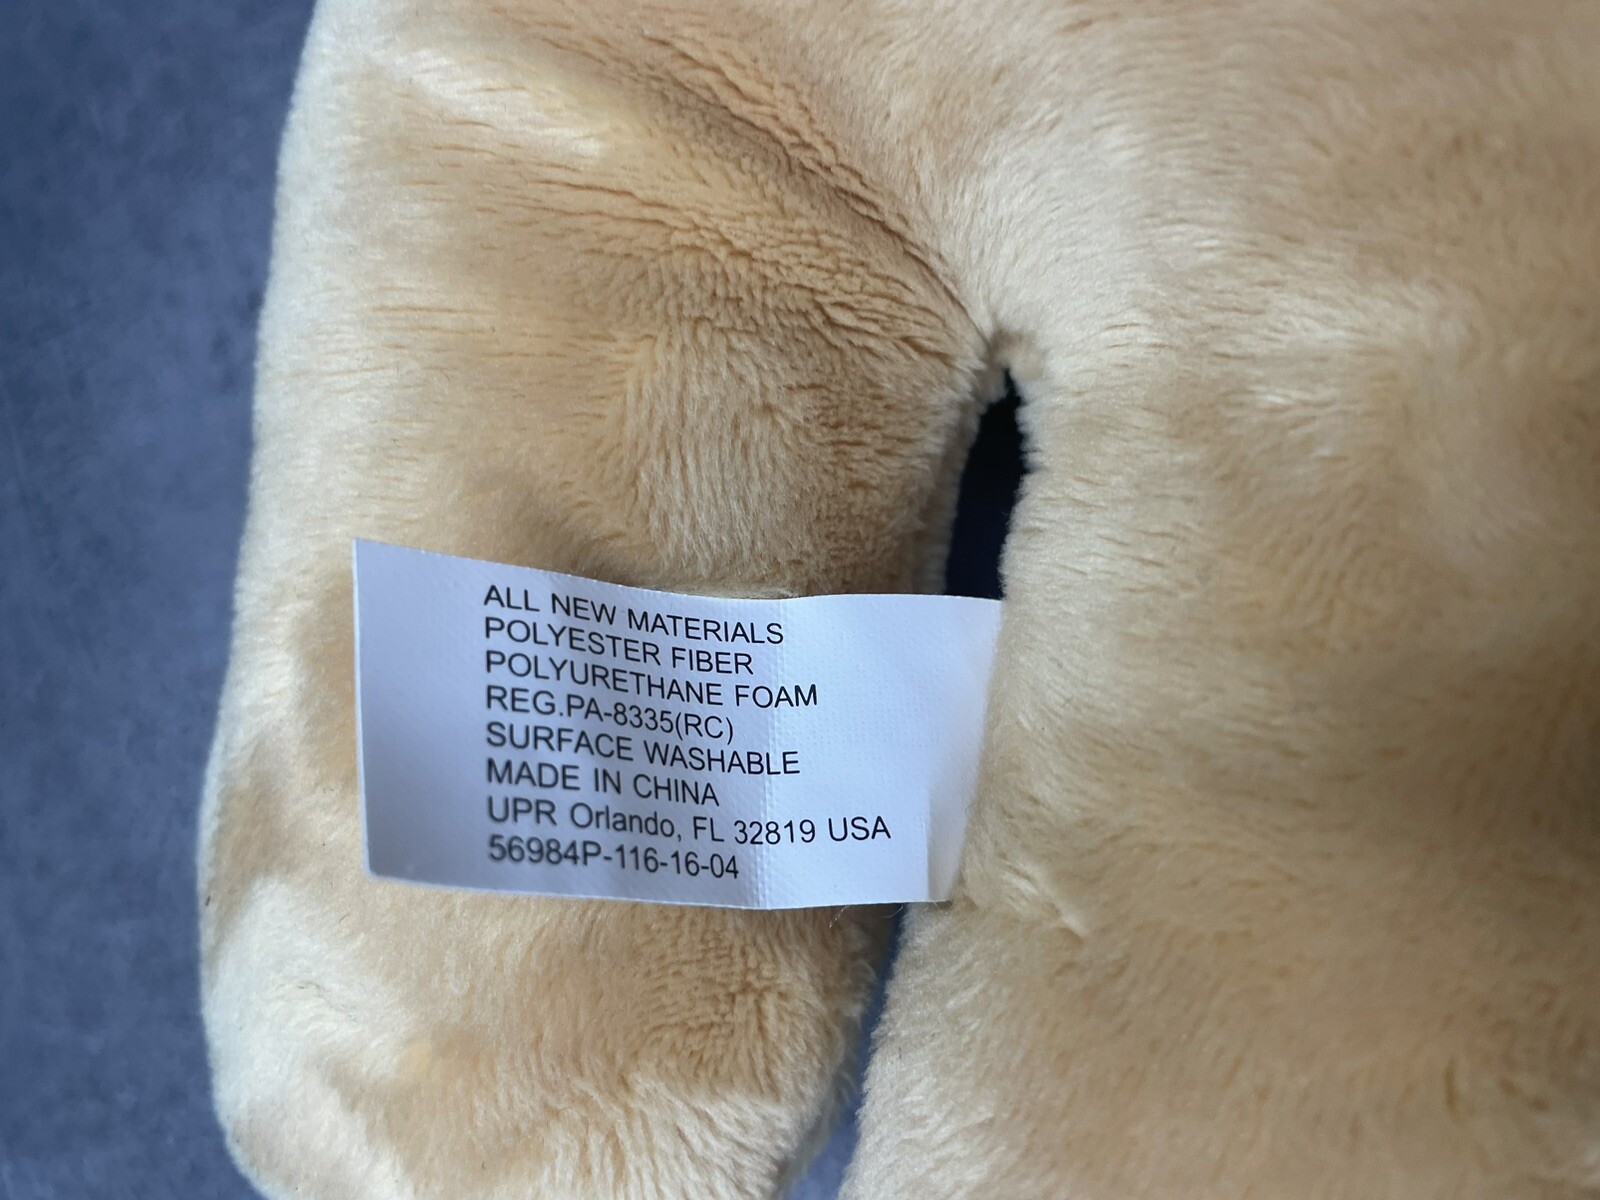 ALL NEW MATERIALS
POLYESTER FIBER
POLYURETHANE FOAM
REG.PA-8335(RC)
SURFACE WASHABLE
MADE IN CHINA
UPR Orlando, FL 32819 USA
56984P-116-16-04